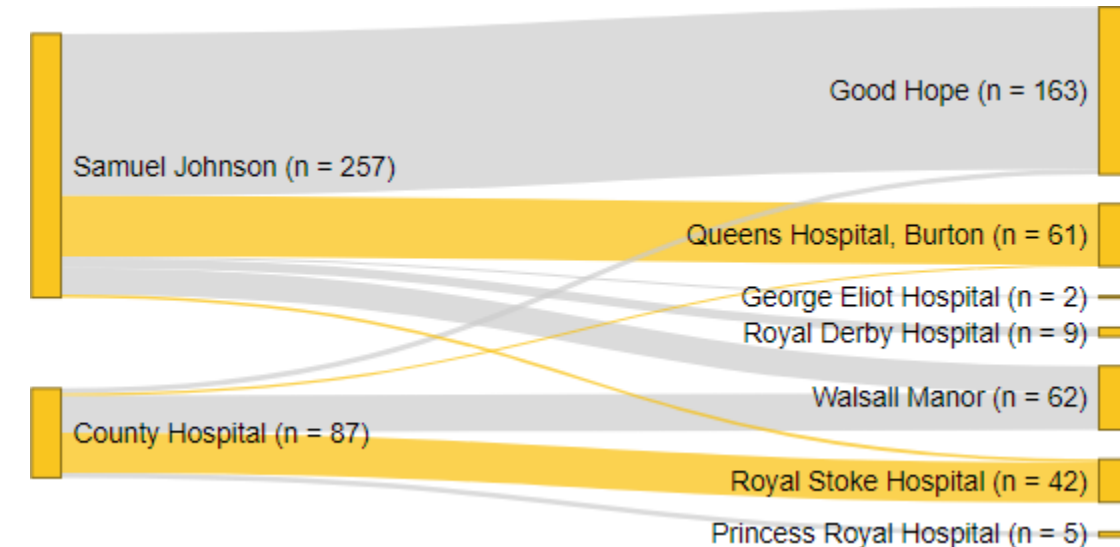 Good Hope (n = 163)
Samuel Johnson (n = 257)
Queens Hospital, Burton (n = 61)
George Eliot Hospital (n = 2)
Royal Derby Hospital (n = 9)
Walsall Manor (n = 62)
County Hospital (n = 87)
Royal Stoke Hospital (n = 42)
Princess Royal Hospital (n = 5)